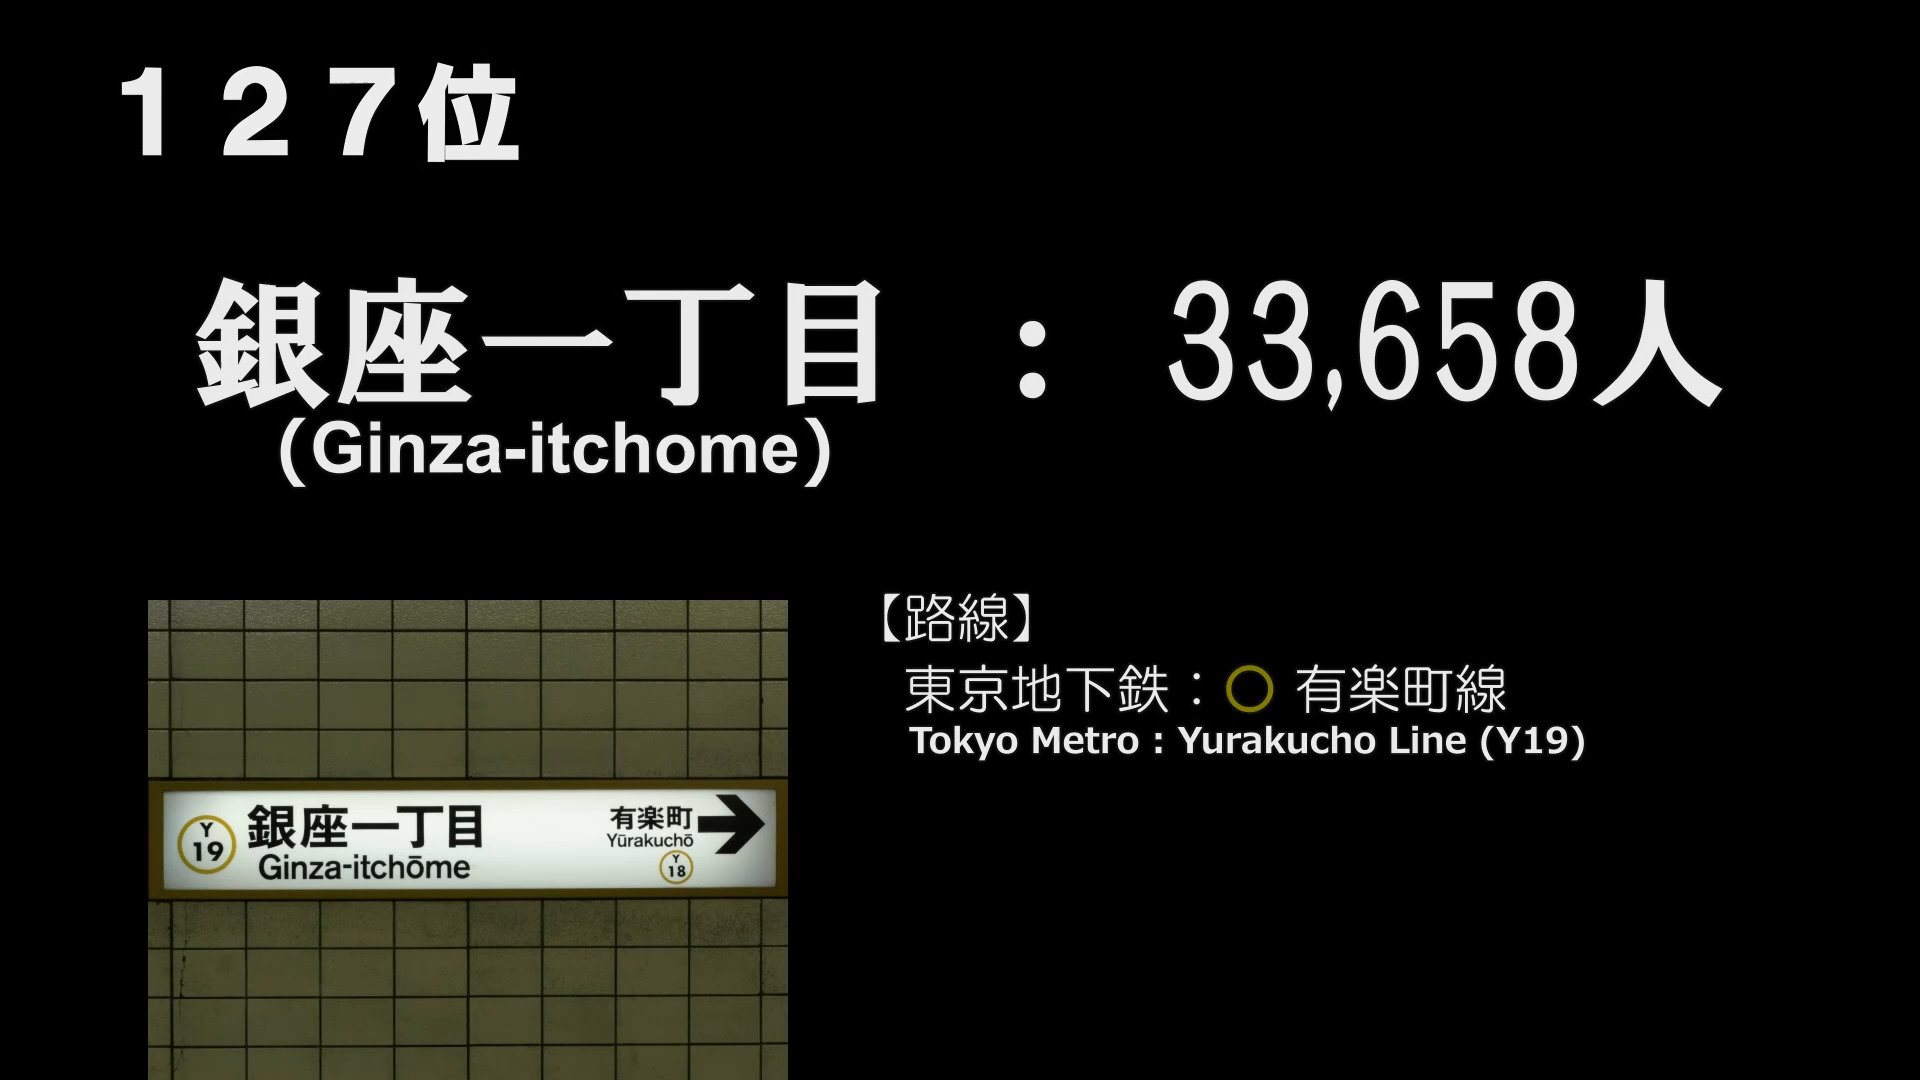 １２７位
銀座一丁目 : 33,658人
(Ginza-itchome)
【路線】
東京地下鉄：〇 有楽町線
Tokyo Metro : Yurakucho Line (Y19)
Y
19
銀座一丁目
Ginza-itchōme
有楽町
Yūrakuchō
Y
18